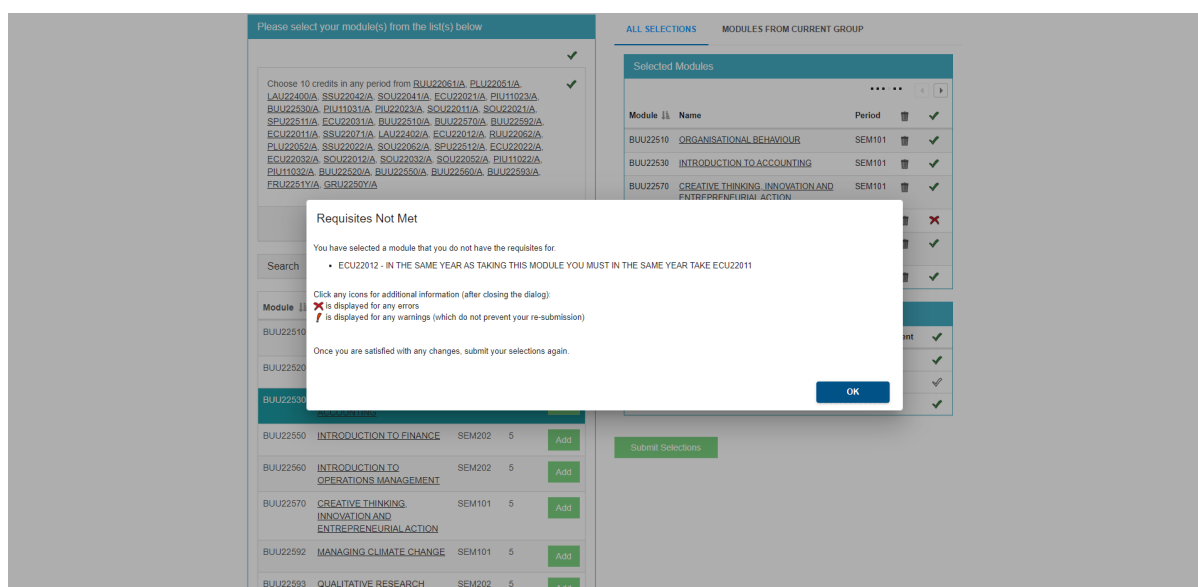 Please select your module(s) from the list(s) below
Choose 10 credits in any period from RUU22061/A, PLU22051/A,
LAU22400/A, SSU22042/A, SOU22041/A, ECU22021/A, PIU11023/A,
BUU22530/A, PIU11031/A, PIU22023/A, SOU22011/A, SOU22021/A,
SPU22511/A, ECU22031/A, BUU22510/A, BUU22570/A, BUU22592/A,
ECU22011/A, SSU22071/A, LAU22402/A, ECU22012/A, RUU22062/A,
PLU22052/A, SSU22022/A, SOU22062/A, SPU22512/A, ECU22022/A,
ECU22032/A, SOU22012/A, SOU22032/A, SOU22052/A, PIU11022/A,
PIU11032/A, BUU22520/A, BUU22550/A, BUU22560/A, BUU22593/A,
FRU2251Y/A, GRU2250Y/A
Search
Module
BUU22510
BUU22520
BUU22530
ACCOUNTING
BUU22550 INTRODUCTION TO FINANCE SEM202 5 Add
BUU22560 INTRODUCTION TO SEM202 5 Add
OPERATIONS MANAGEMENT
BUU22570 CREATIVE THINKING, SEM101 5 Add
INNOVATION AND
ENTREPRENEURIAL ACTION
BUU22592 MANAGING CLIMATE CHANGE SEM101 5 Add
BUU22593 QUALITATIVE RESEARCH SEM202 5
ALL SELECTIONS MODULES FROM CURRENT GROUP
Selected Modules
Module Name Period
BUU22510 ORGANISATIONAL BEHAVIOUR SEM101
BUU22530 INTRODUCTION TO ACCOUNTING SEM101
BUU22570 CREATIVE THINKING, INNOVATION AND SEM101
ENTREPRENEURIAL ACTION
Submit Selections
Requisites Not Met
You have selected a module that you do not have the requisites for.
• ECU22012 - IN THE SAME YEAR AS TAKING THIS MODULE YOU MUST IN THE SAME YEAR TAKE ECU22011
Click any icons for additional information (after closing the dialog):
is displayed for any errors
is displayed for any warnings (which do not prevent your re-submission)
Once you are satisfied with any changes, submit your selections again.
OK